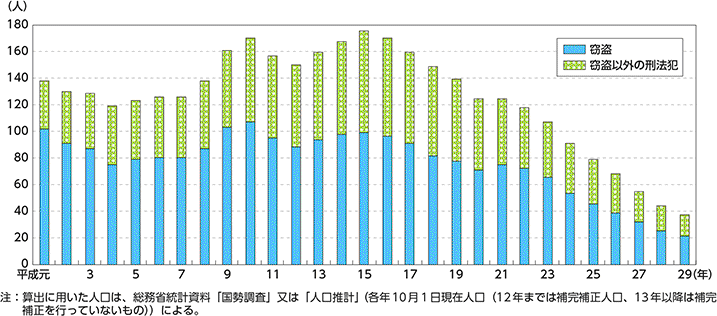 (人)
180
160
140
120
100
80
60
40
20
0
窃盗
窃盗以外の刑法犯
平成元 3 5 7 9 11 13 15 17 19 21 23 25 27 29(年)
注：算出に用いた人口は、総務省統計資料「国勢調査」又は「人口推計」(各年10月1日現在人口（12年までは補完補正人口、13年以降は補完
補正を行っていないもの））による。